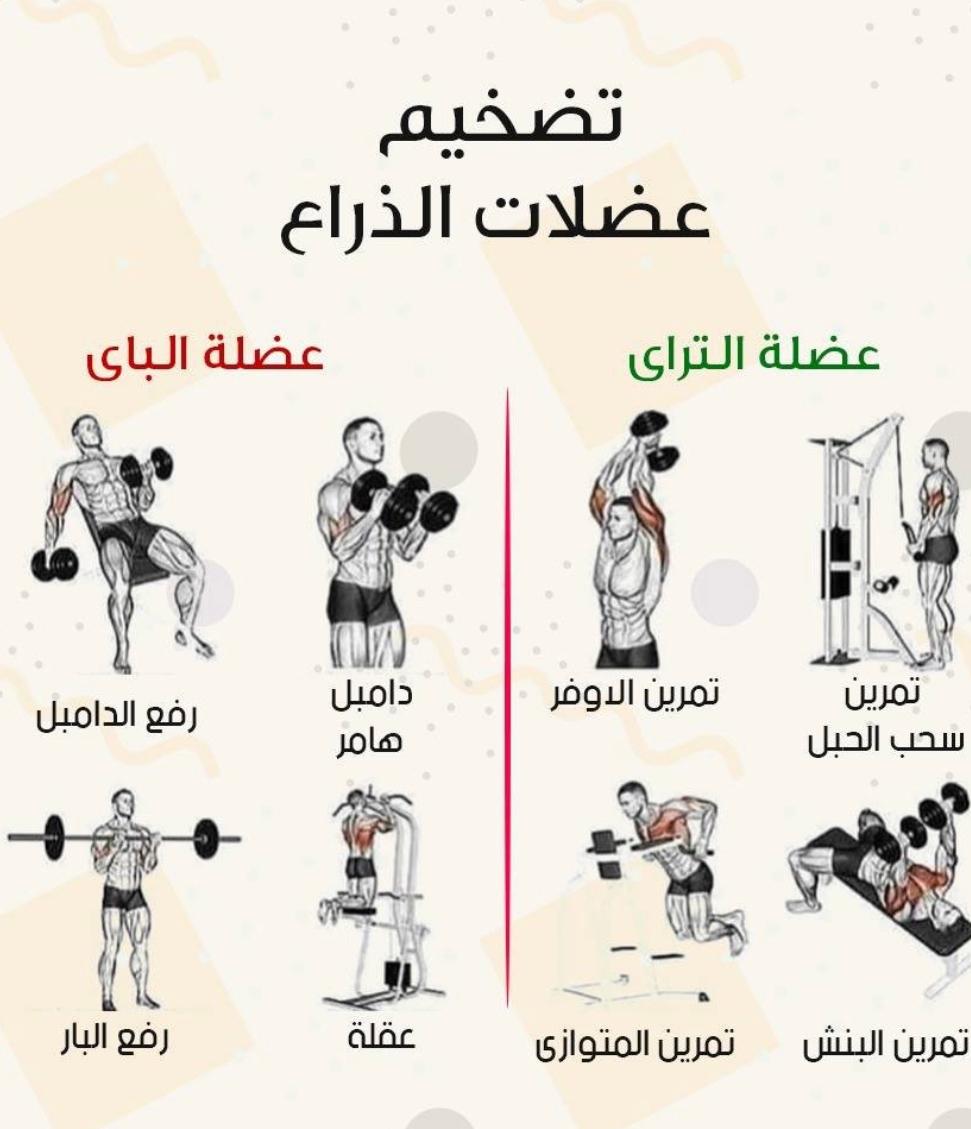 تضخيم
عضلات الذراع
عضلة التراى
عضلة الباى
تمرين
سحب الحبل
تمرين الاوفر
دامبل
هامر
رفع الدامبل
تمرين البنش
تمرين المتوازى
عقلة
رفع البار